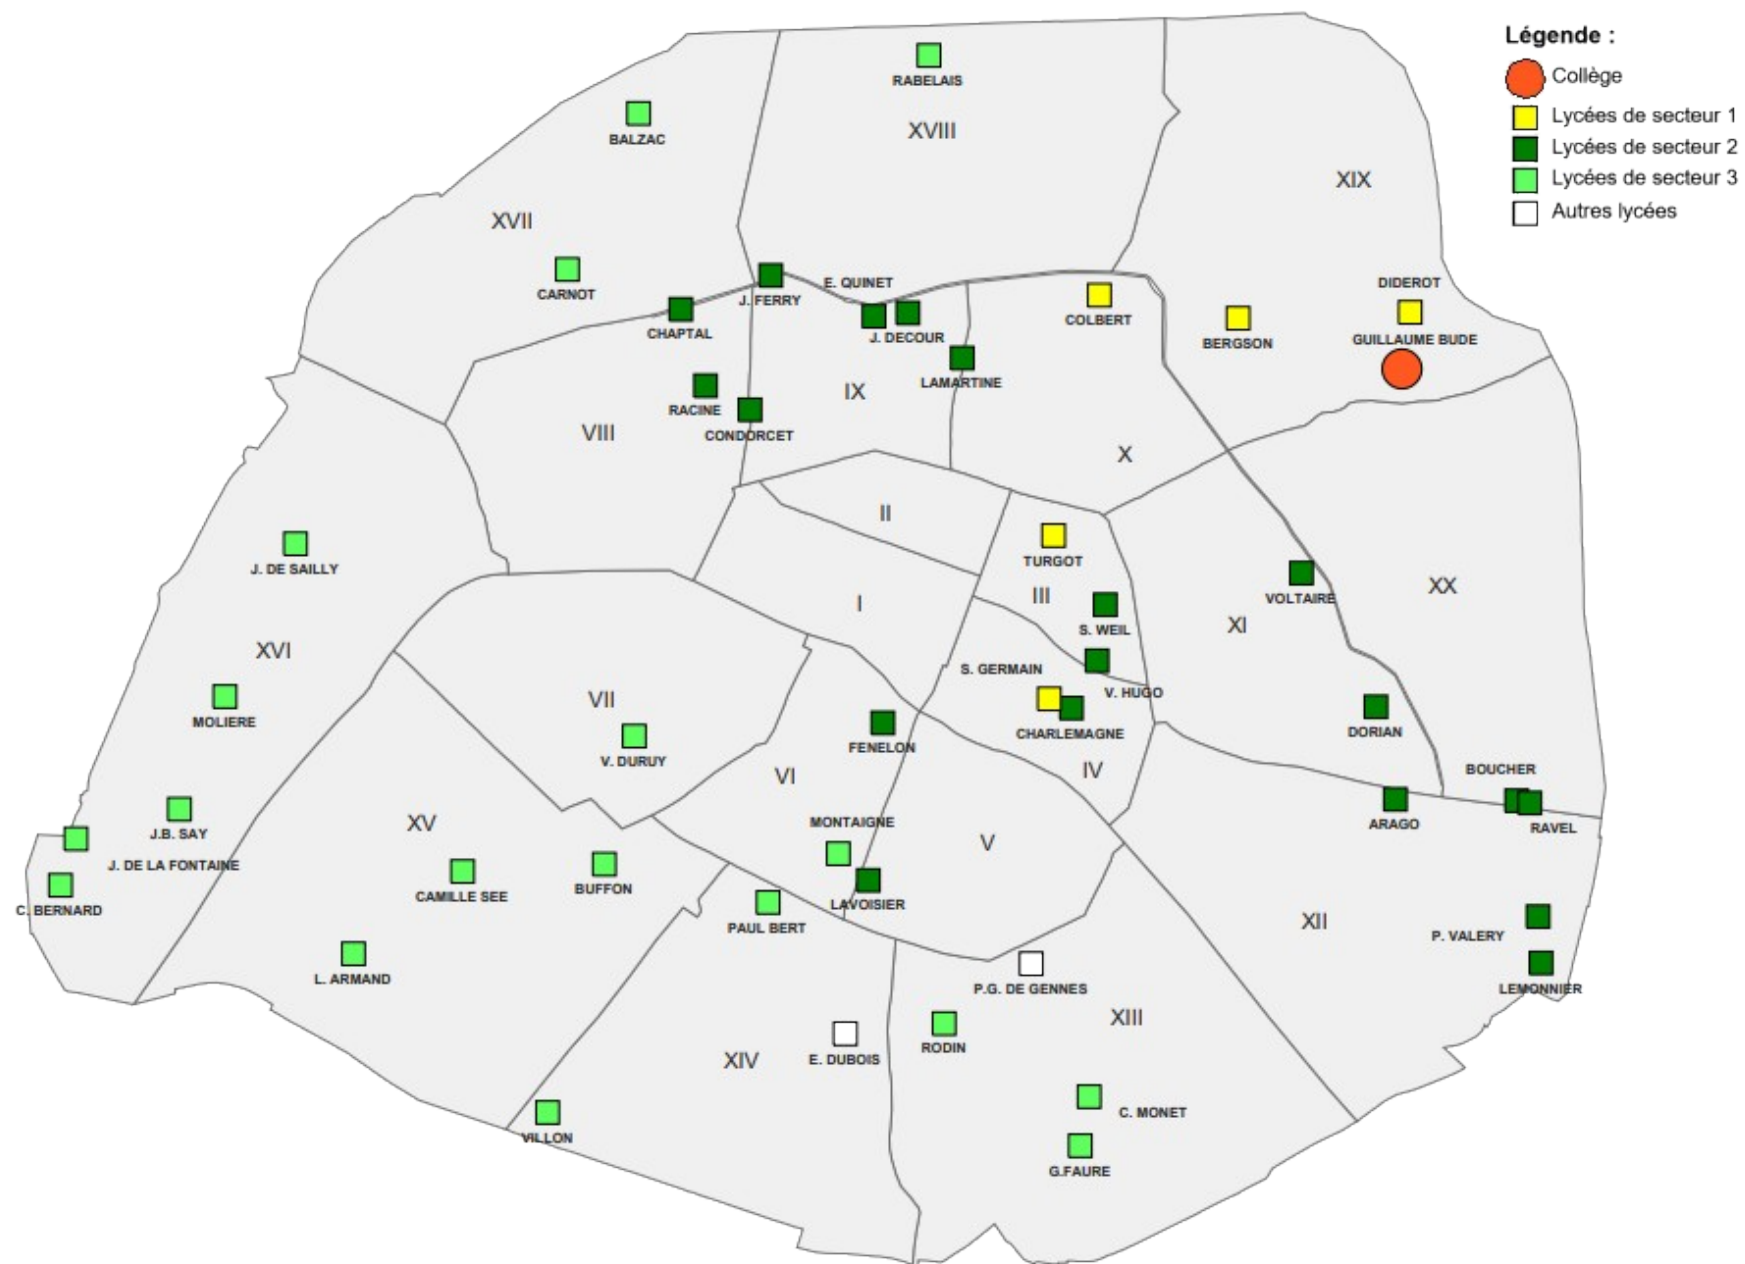 Légende :
Collège
Lycées de secteur 1
Lycées de secteur 2
Lycées de secteur 3
Autres lycées
RABELAIS
XVIII
BALZAC
XIX
XVII
CARNOT
J. FERRY
E. QUINET
DIDEROT
CHAPTAL
J. DECOUR
COLBERT
BERGSON
GUILLAUME BUDE
LAMARTINE
RACINE
IX
CONDORCET
VIII
X
II
TURGOT
J. DE SAILLY
III
VOLTAIRE
XX
I
S. WEIL
XI
XVI
S. GERMAIN
V. HUGO
VII
MOLIERE
CHARLEMAGNE
DORIAN
V. DURUY
FENELON
IV
BOUCHER
VI
XV
MONTAIGNE
V
ARAGO
RAVEL
J.B. SAY
J. DE LA FONTAINE
C. BERNARD
CAMILLE SEE
BUFFON
LAVOISIER
PAUL BERT
XII
P. VALERY
L. ARMAND
P.G. DE GENNES
LEMONNIER
XIII
RODIN
XIV
E. DUBOIS
C. MONET
VILLON
G.FAURE